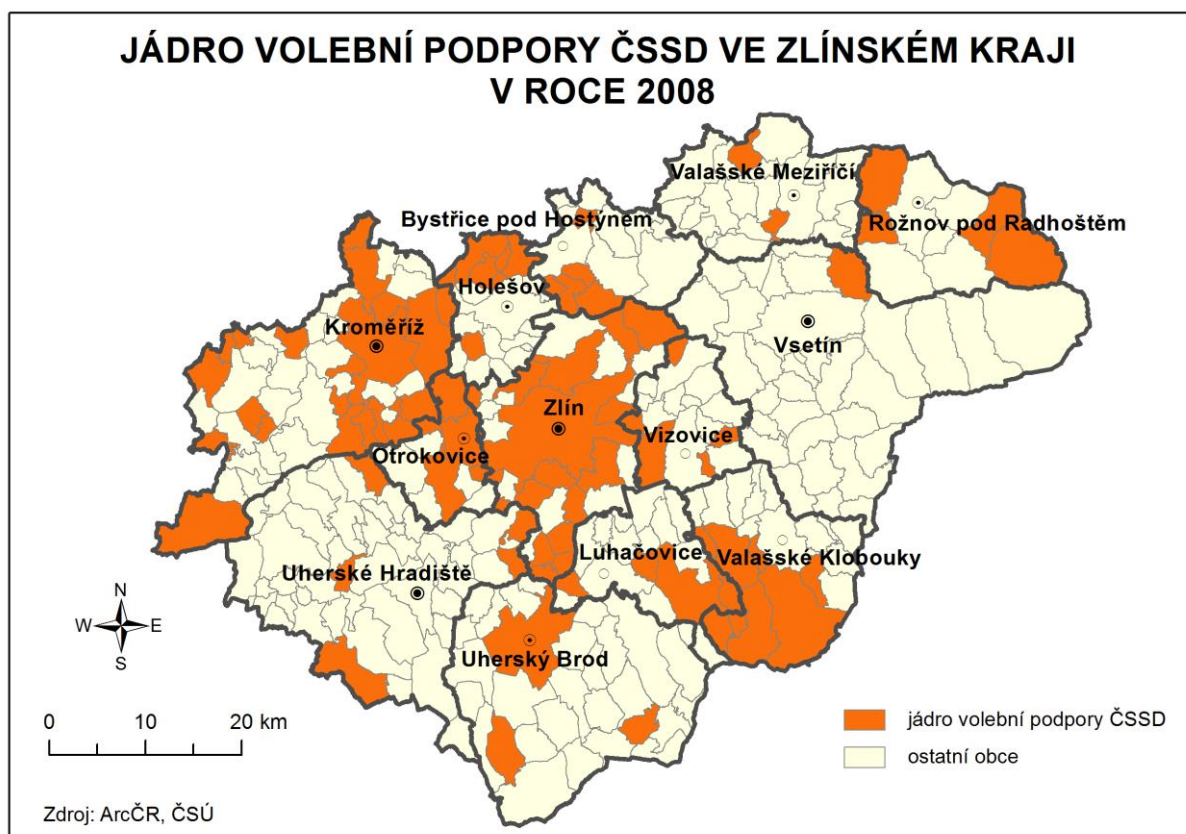 JÁDRO VOLEBNÍ PODPORY ČSSD VE ZLÍNSKÉM KRAJI
V ROCE 2008
Valašské Meziříčí
Bystřice pod Hostýnem
Rožnov pod Radhoštěm
Holešov
Kroměříž
Vsetín
Zlín
Vizovice
Otrokovice
Luhačovice
Valašské Klobouky
Uherské Hradiště
N
W
E
S
Uherský Brod
0 10 20 km
jádro volební podpory ČSSD
ostatní obce
Zdroj: ArcČR, ČSÚ